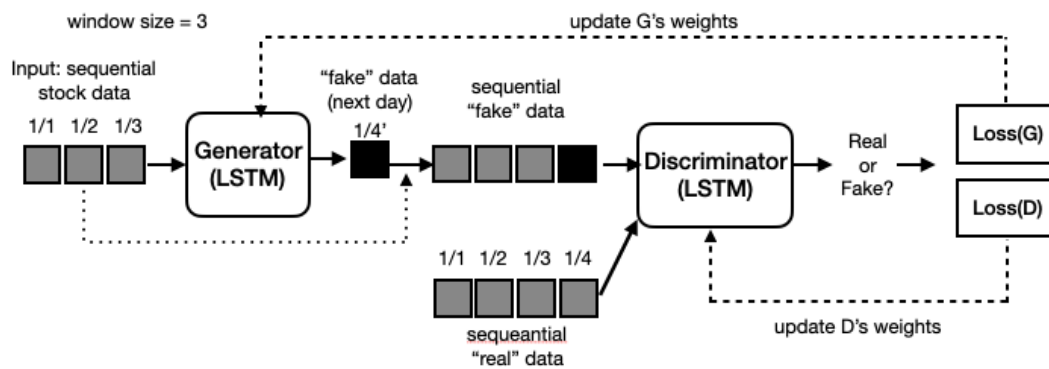 window size = 3
update G's weights
Input: sequential
stock data
1/1 1/2 1/3
Generator
(LSTM)
“fake” data
(next day)
1/4'
sequential
“fake” data
Discriminator
(LSTM)
Real
or
Fake?
Loss(G)
Loss(D)
1/1 1/2 1/3 1/4
sequeantial
“real” data
update D's weights